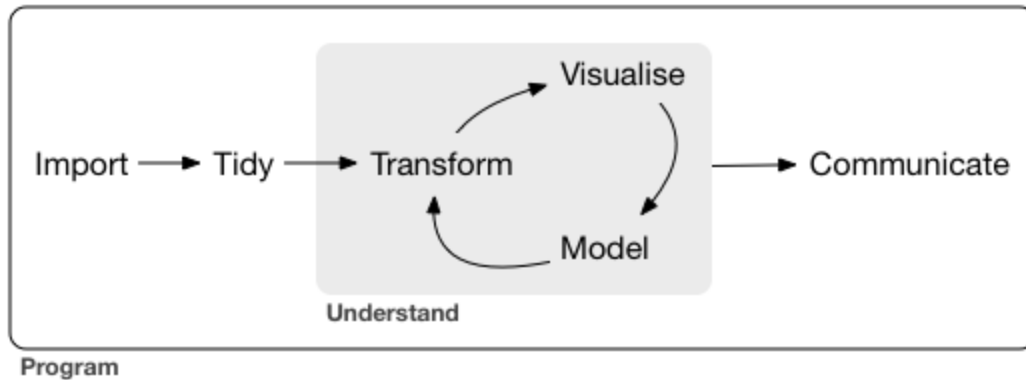 Visualise
Import
Tidy
Transform
Communicate
Model
Understand
Program